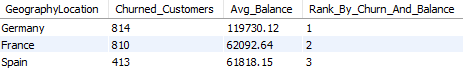 GeographyLocation Churned_Customers Avg_Balance Rank_By_Churn_And_Balance
Germany 814 119730.12 1
France 810 62092.64 2
Spain 413 61818.15 3